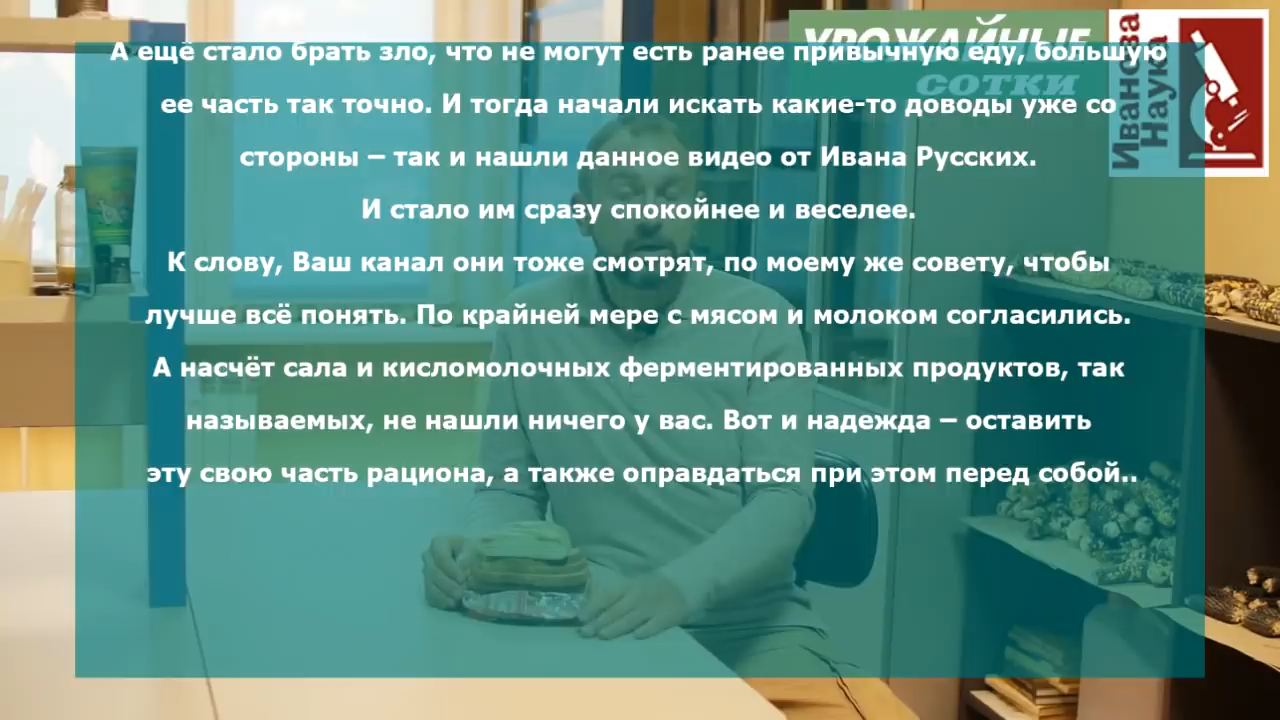 УРОЖАЙНЫЕ
сотки
Иванова
Наука
А ещё стало брать зло, что не могут есть ранее привычную еду, большую
ее часть так точно. И тогда начали искать какие-то доводы уже со
стороны – так и нашли данное видео от Ивана Русских.
И стало им сразу спокойнее и веселее.
К слову, Ваш канал они тоже смотрят, по моему же совету, чтобы
лучше всё понять. По крайней мере с мясом и молоком согласились.
А насчёт сала и кисломолочных ферментированных продуктов, так
называемых, не нашли ничего у вас. Вот и надежда – оставить
эту свою часть рациона, а также оправдаться при этом перед собой..